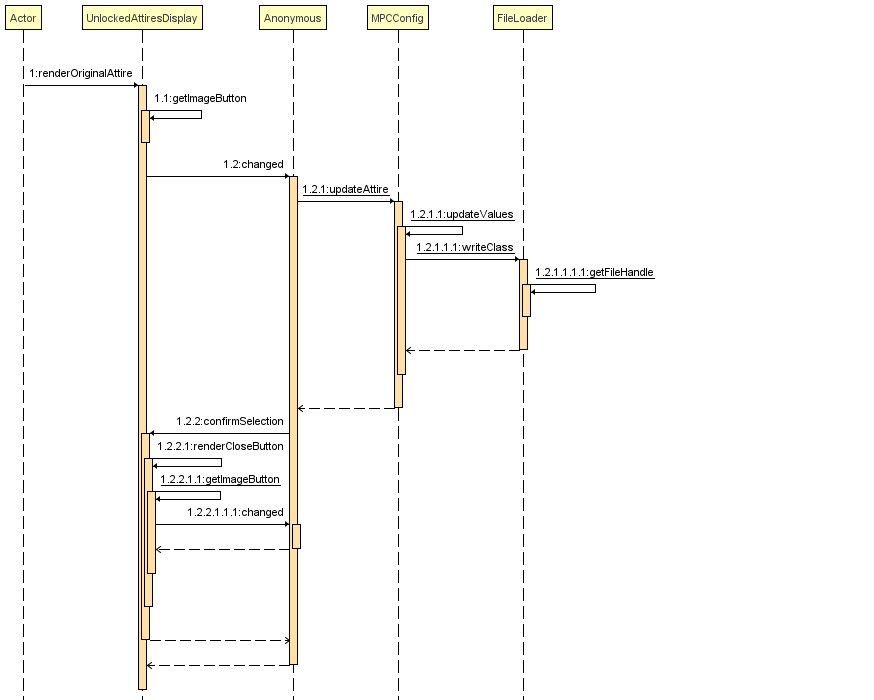 Actor UnlockedAttiresDisplay Anonymous MPCConfig FileLoader
1:renderOriginalAttire
1.1:getImageButton
1.2:changed
1.2.1:updateAttire
1.2.1.1:updateValues
1.2.1.1.1:writeClass
1.2.1.1.1.1:getFileHandle
1.2.2:confirmSelection
1.2.2.1:renderCloseButton
1.2.2.1.1:getImageButton
1.2.2.1.1.1:changed